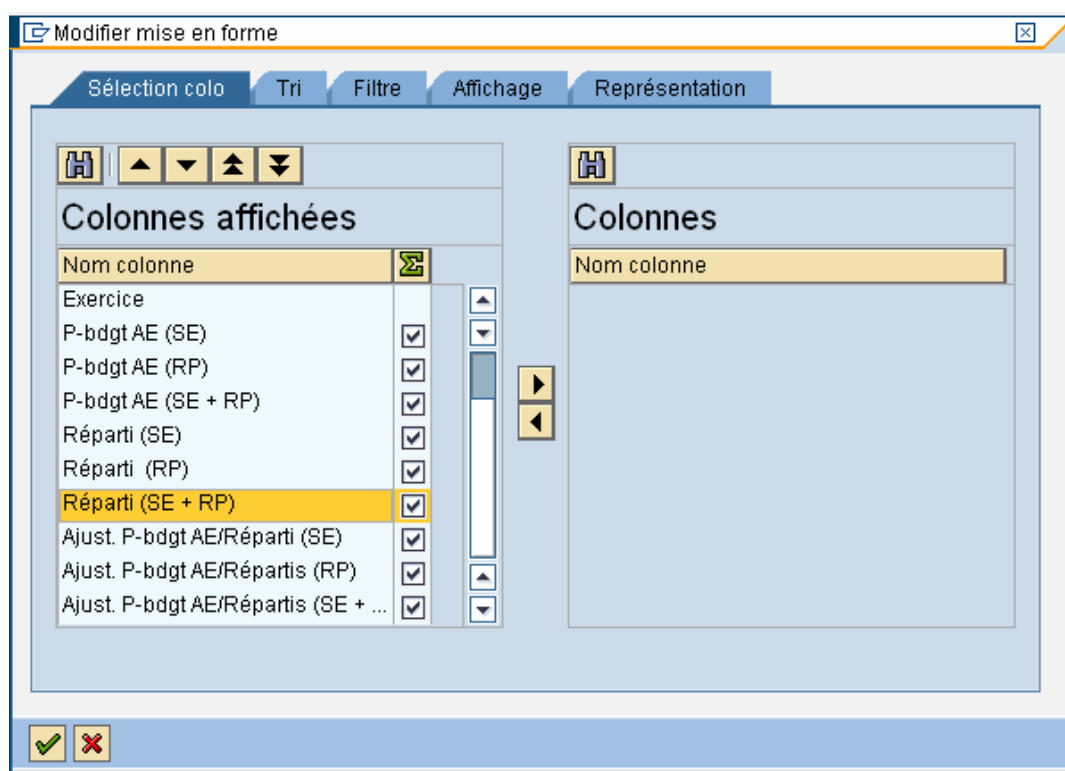 Modifier mise en forme
Sélection colo Tri Filtre Affichage Représentation
Colonnes affichées
Nom colonne
Exercice
P-bdgt AE (SE)
P-bdgt AE (RP)
P-bdgt AE (SE + RP)
Réparti (SE)
Réparti (RP)
Réparti (SE + RP)
Ajust. P-bdgt AE/Réparti (SE)
Ajust. P-bdgt AE/Répartis (RP)
Ajust. P-bdgt AE/Répartis (SE + ...
Colonnes
Nom colonne